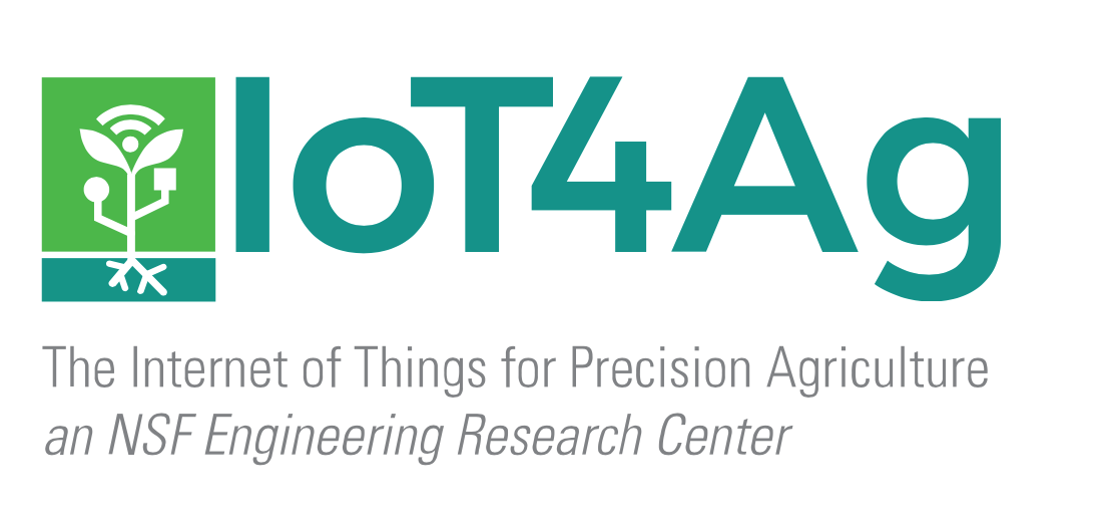 IoT4Ag
The Internet of Things for Precision Agriculture
an NSF Engineering Research Center